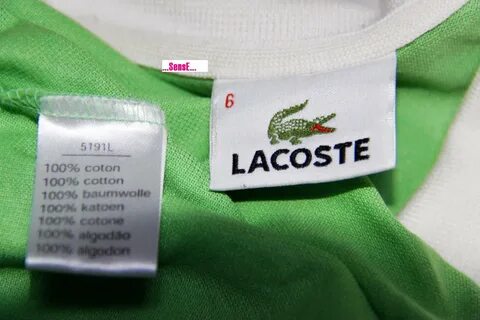 ...SensE...
6
LACOSTE
5191L
100% coton
100% cotton
100% baumwolle
100% katoen
100% cotone
100% algodão
100% algodon